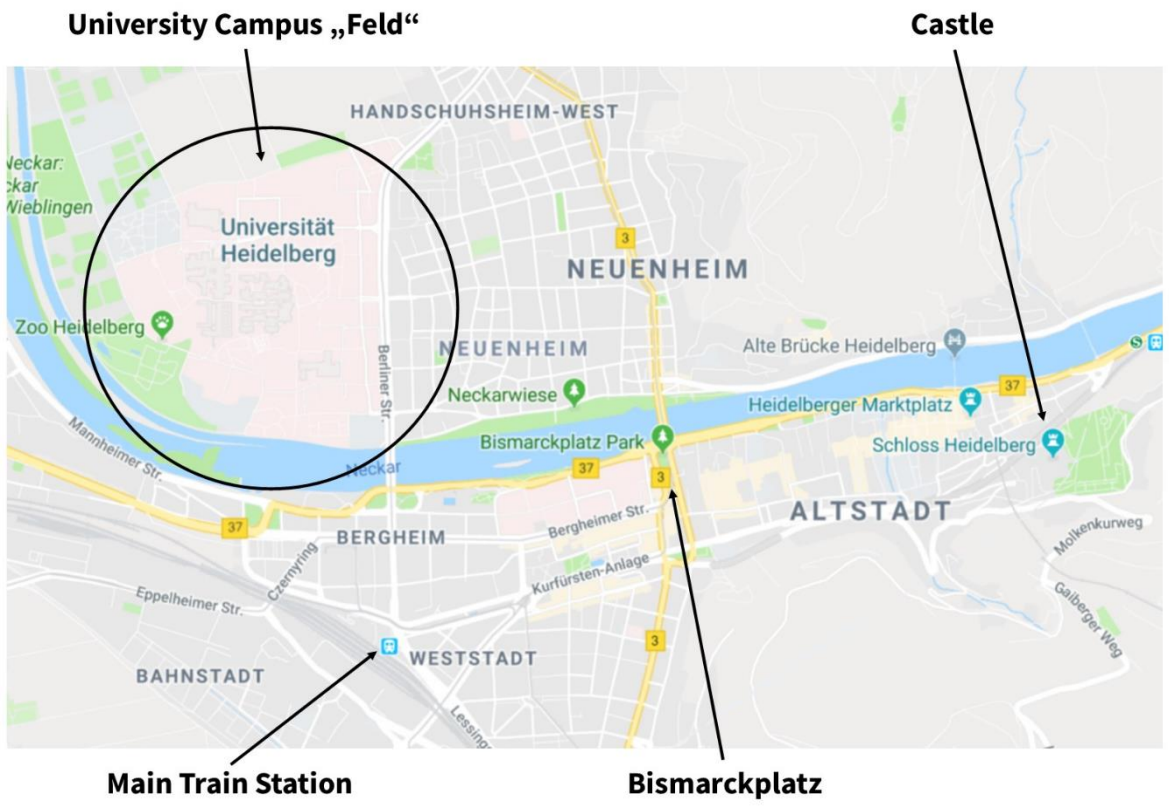 University Campus „Feld“
Castle
HANDSCHUHSHEIM-WEST
Neckar:
ckar
Wieblingen
Universität
Heidelberg
3
NEUENHEIM
Zoo Heidelberg
NEUENHEIM
Berliner Str.
Alte Brücke Heidelberg
S
Neckarwiese
37
Heidelberger Marktplatz
Bismarckplatz Park
Schloss Heidelberg
Mannheimer Str.
Neckar
37
3
ALTSTADT
37
BERGHEIM
Bergheimer Str.
Molkenkurweg
Czernyring
Kurfürsten-Anlage
Eppelheimer Str.
Gaiberger Weg
3
WESTSTADT
BAHNSTADT
Lessing
Main Train Station
Bismarckplatz